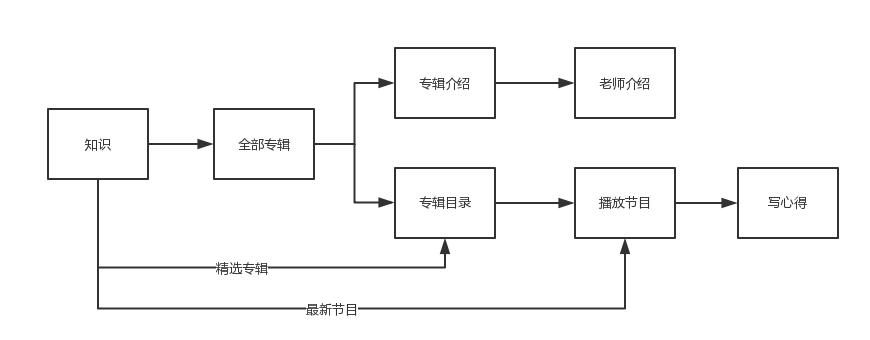 专辑介绍
老师介绍
知识
全部专辑
专辑目录
播放节目
写心得
精选专辑
最新节目